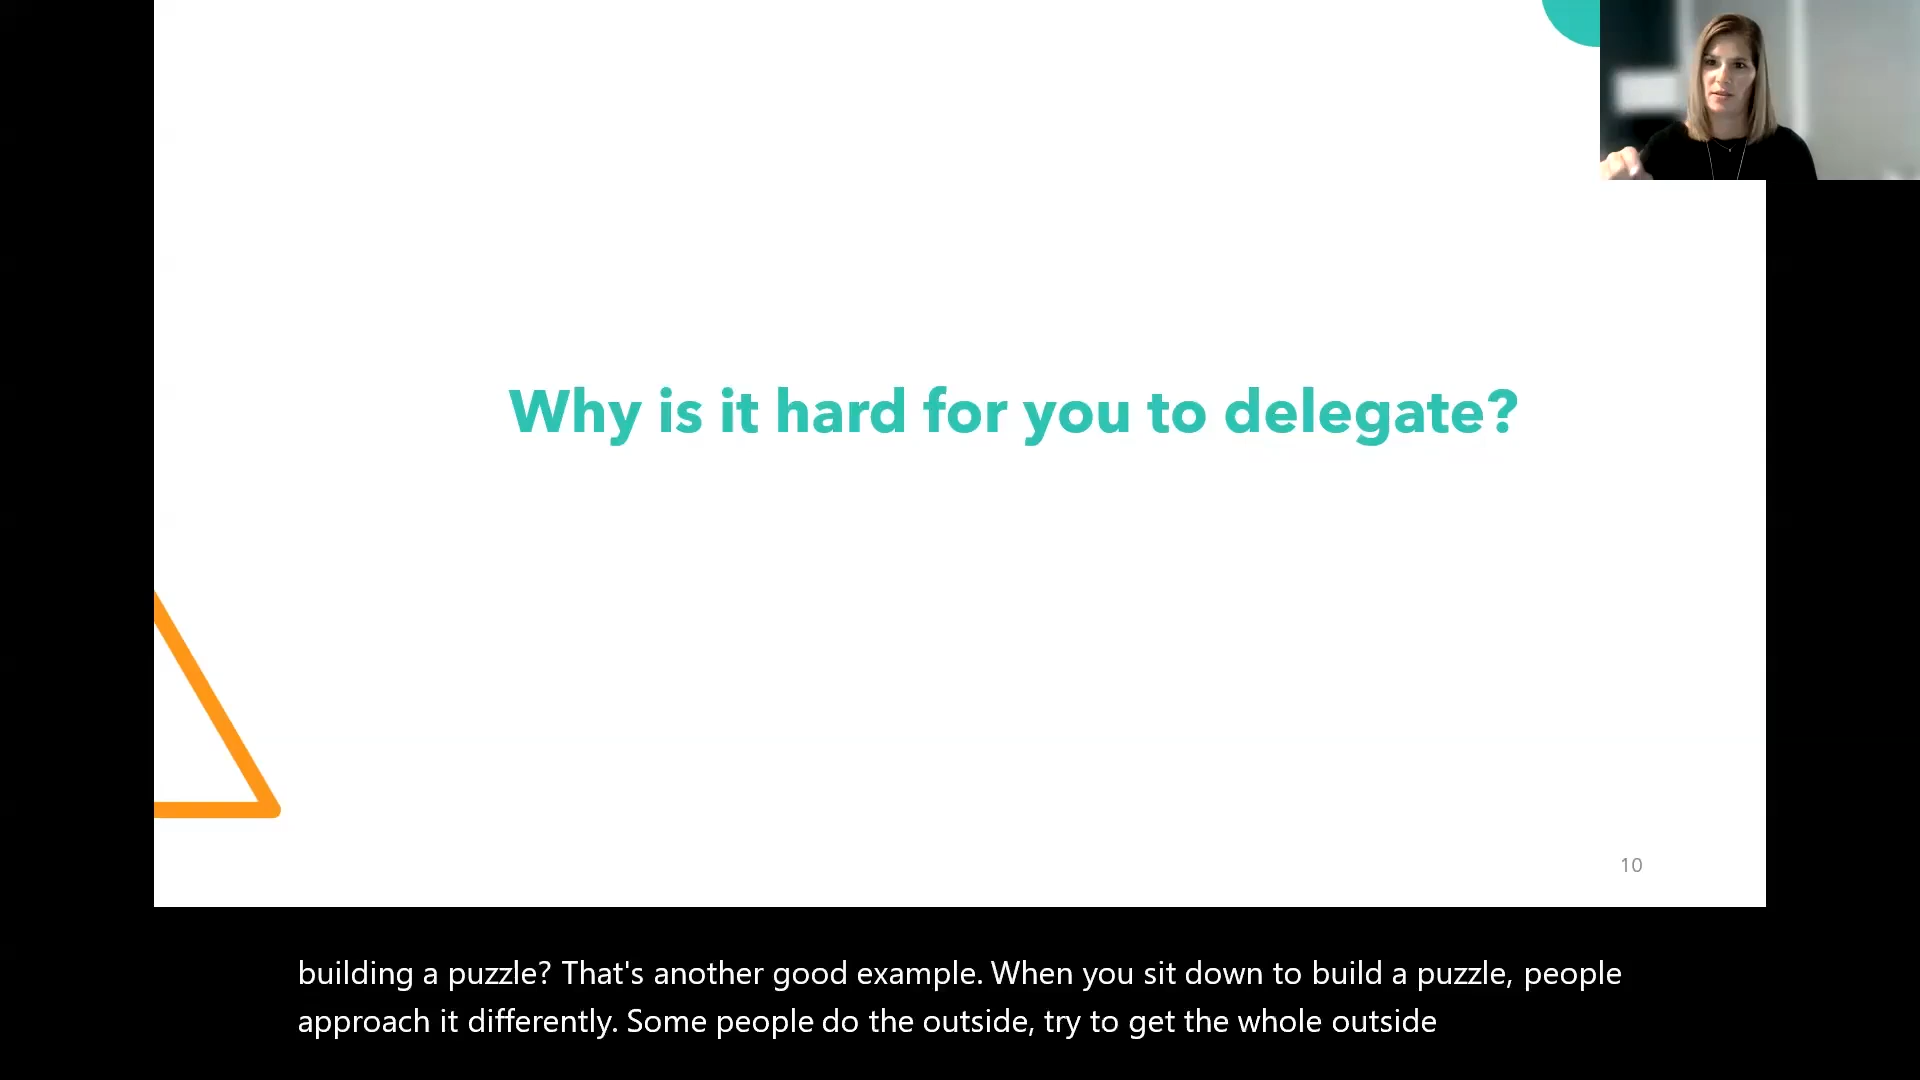 Why is it hard for you to delegate?
10
building a puzzle? That's another good example. When you sit down to build a puzzle, people
approach it differently. Some people do the outside, try to get the whole outside